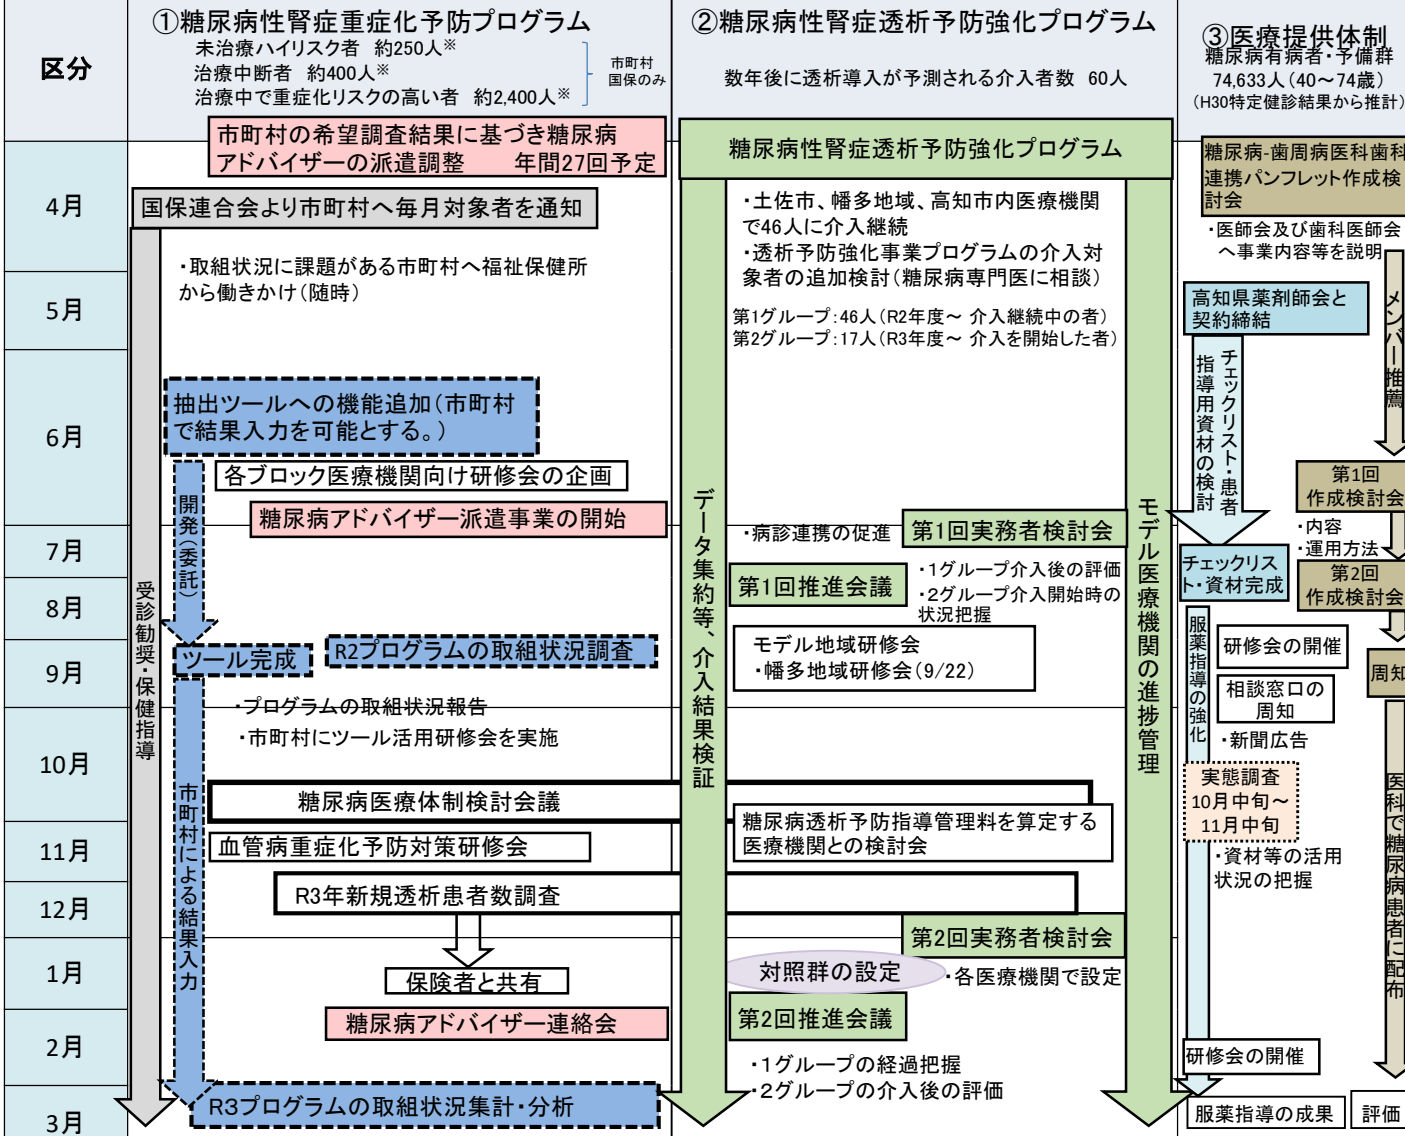 区分
①糖尿病性腎症重症化予防プログラム
未治療ハイリスク者　約250人※
治療中断者　約400人※
治療中で重症化リスクの高い者　約2,400人※
市町村
国保のみ
②糖尿病性腎症透析予防強化プログラム
数年後に透析導入が予測される介入者数　60人
③医療提供体制
糖尿病有病者・予備群
74,633人（40～74歳）
（H30特定健診結果から推計）
4月
5月
6月
7月
8月
9月
10月
11月
12月
1月
2月
3月
市町村の希望調査結果に基づき糖尿病
アドバイザーの派遣調整　　年間27回予定
国保連合会より市町村へ毎月対象者を通知
・取組状況に課題がある市町村へ福祉保健所
から働きかけ（随時）
抽出ツールへの機能追加（市町村
で結果入力を可能とする。）
各ブロック医療機関向け研修会の企画
糖尿病アドバイザー派遣事業の開始
開発（委託）
受診勧奨・保健指導
ツール完成
R2プログラムの取組状況調査
・プログラムの取組状況報告
・市町村にツール活用研修会を実施
市町村による結果入力
糖尿病医療体制検討会議
血管病重症化予防対策研修会
R3年新規透析患者数調査
保険者と共有
糖尿病アドバイザー連絡会
R3プログラムの取組状況集計・分析
糖尿病性腎症透析予防強化プログラム
・土佐市、幡多地域、高知市内医療機関
で46人に介入継続
・透析予防強化事業プログラムの介入対
象者の追加検討（糖尿病専門医に相談）
第1グループ：46人（R2年度～ 介入継続中の者）
第2グループ：17人（R3年度～ 介入を開始した者）
データ集約等、介入結果検証
モデル医療機関の進捗管理
・病診連携の促進
第1回実務者検討会
第1回推進会議
・1グループ介入後の評価
・2グループ介入開始時の
状況把握
モデル地域研修会
・幡多地域研修会（9/22）
糖尿病透析予防指導管理料を算定する
医療機関との検討会
第2回実務者検討会
対照群の設定
・各医療機関で設定
第2回推進会議
・1グループの経過把握
・2グループの介入後の評価
糖尿病-歯周病医科歯科
連携パンフレット作成検
討会
・医師会及び歯科医師会
へ事業内容等を説明
高知県薬剤師会と
契約締結
メンバー推薦
チェックリスト・患者
指導用資材の検討
第1回
作成検討会
・内容
・運用方法
チェックリス
ト・資材完成
第2回
作成検討会
服薬指導の強化
研修会の開催
周知
相談窓口の
周知
・新聞広告
実態調査
10月中旬～
11月中旬
・資材等の活用
状況の把握
医科で糖尿病患者に配布
研修会の開催
服薬指導の成果
評価